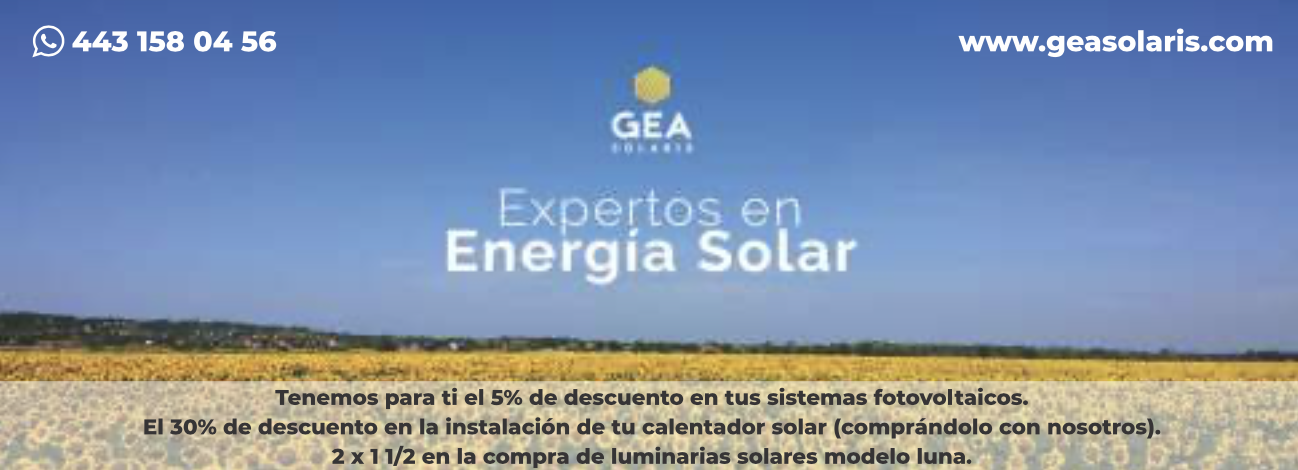 443 158 04 56
www.geasolaris.com
GEA
SOLARIS
Expertos en
Energía Solar
Tenemos para ti el 5% de descuento en tus sistemas fotovoltaicos.
El 30% de descuento en la instalación de tu calentador solar (comprándolo con nosotros).
2 x 1 1/2 en la compra de luminarias solares modelo luna.